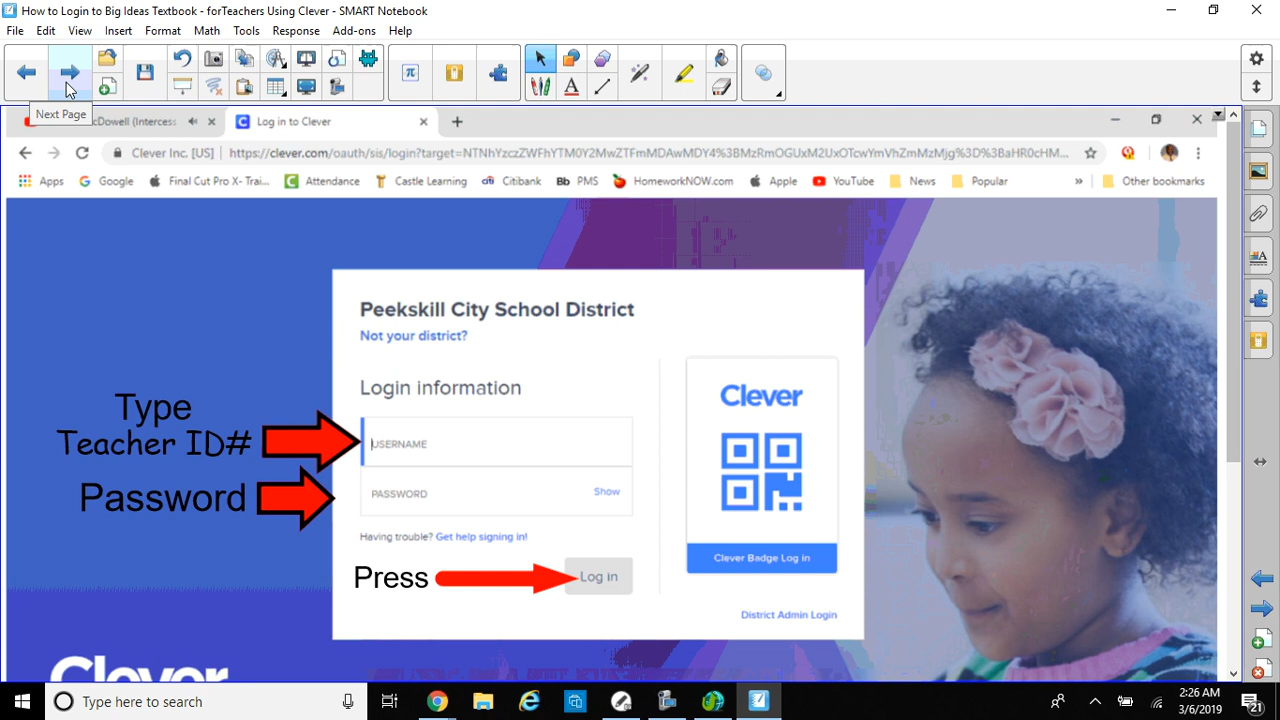 How to Login to Big Ideas Textbook - forTeachers Using Clever - SMART Notebook
File Edit View Insert Format Math Tools Response Add-ons Help
Next Page
cDowell (Intercess Log in to Clever
Clever Inc. [US] https://clever.com/oauth/sis/login?target=
Apps Google Final Cut Pro X- Trai... Attendance Castle Learning Citibank PMS HomeworkNOW.com Apple YouTube News Popular » Other bookmarks
Peekskill City School District
Not your district?
Login information
Type
Teacher ID#
USERNAME
Password
PASSWORD
Show
Having trouble? Get help signing in!
Press
Log in
Clever
Clever Badge Log in
District Admin Login
Clever
Type here to search
2:26 AM
3/6/2019
21